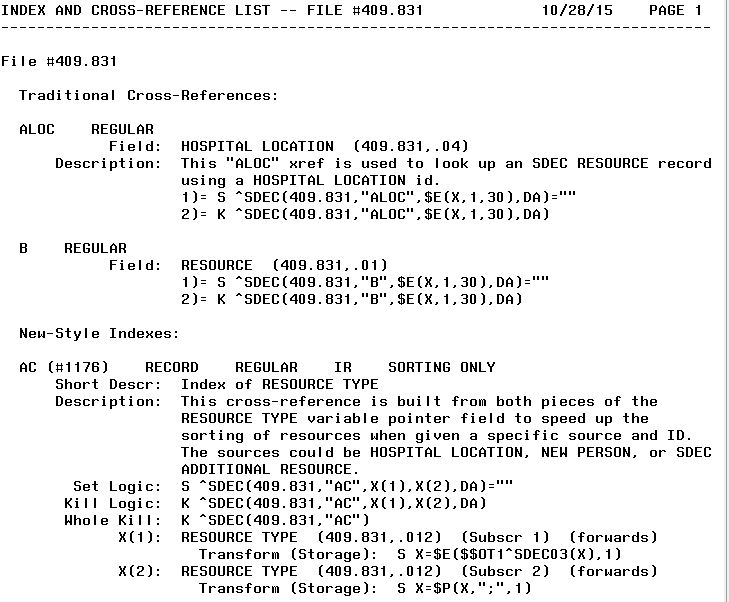 INDEX AND CROSS-REFERENCE LIST -- FILE #409.831             10/28/15    PAGE 1
-------------------------------------------------------------------------------
File #409.831
  Traditional Cross-References:
  ALOC    REGULAR
            Field:  HOSPITAL LOCATION  (409.831,.04)
      Description:  This "ALOC" xref is used to look up an SDEC RESOURCE record
                    using a HOSPITAL LOCATION id.
                    1)= S ^SDEC(409.831,"ALOC",$E(X,1,30),DA)=""
                    2)= K ^SDEC(409.831,"ALOC",$E(X,1,30),DA)
  B    REGULAR
            Field:  RESOURCE  (409.831,.01)
                    1)= S ^SDEC(409.831,"B",$E(X,1,30),DA)=""
                    2)= K ^SDEC(409.831,"B",$E(X,1,30),DA)
  New-Style Indexes:
  AC (#1176)    RECORD    REGULAR    IR    SORTING ONLY
      Short Descr:  Index of RESOURCE TYPE
      Description:  This cross-reference is built from both pieces of the
                    RESOURCE TYPE variable pointer field to speed up the
                    sorting of resources when given a specific source and ID.
                    The sources could be HOSPITAL LOCATION, NEW PERSON, or SDEC
                    ADDITIONAL RESOURCE.
        Set Logic:  S ^SDEC(409.831,"AC",X(1),X(2),DA)=""
       Kill Logic:  K ^SDEC(409.831,"AC",X(1),X(2),DA)
       Whole Kill:  K ^SDEC(409.831,"AC")
             X(1):  RESOURCE TYPE  (409.831,.012)  (Subscr 1)  (forwards)
                      Transform (Storage):  S X=$E($$OT1^SDEC03(X),1)
             X(2):  RESOURCE TYPE  (409.831,.012)  (Subscr 2)  (forwards)
                      Transform (Storage):  S X=$P(X,";",1)